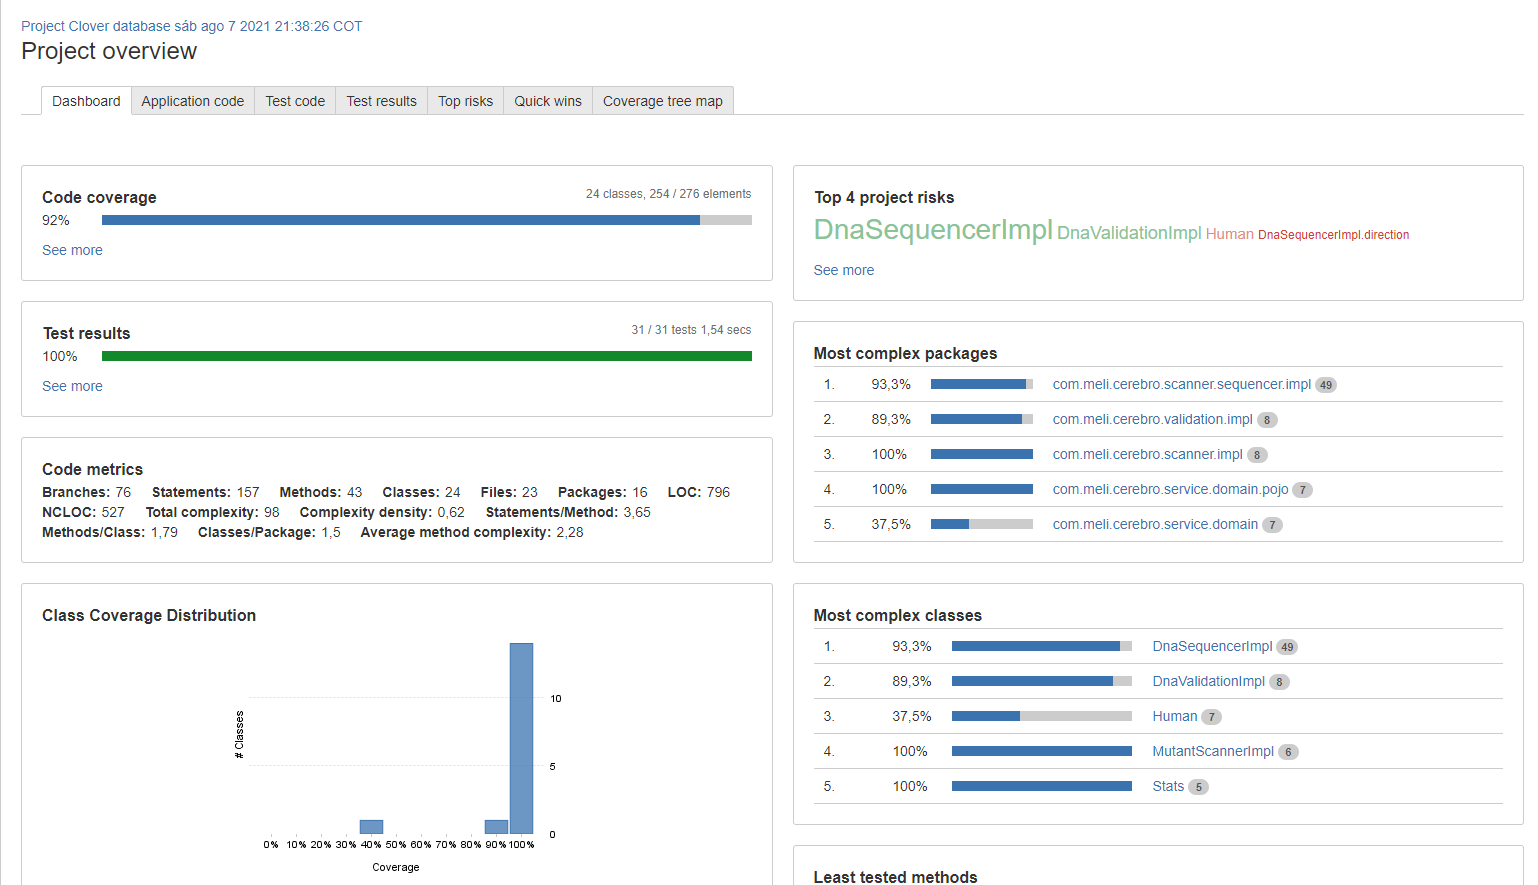 Project Clover database sáb ago 7 2021 21:38:26 COT
Project overview
Dashboard Application code Test code Test results Top risks Quick wins Coverage tree map
Code coverage
24 classes, 254 / 276 elements
92%
See more
Test results
31 / 31 tests 1,54 secs
100%
See more
Code metrics
Branches: 76 Statements: 157 Methods: 43 Classes: 24 Files: 23 Packages: 16 LOC: 796
NCLOC: 527 Total complexity: 98 Complexity density: 0,62 Statements/Method: 3,65
Methods/Class: 1,79 Classes/Package: 1,5 Average method complexity: 2,28
Class Coverage Distribution
# Classes
10
5
0
0% 10% 20% 30% 40% 50% 60% 70% 80% 90% 100%
Coverage
Top 4 project risks
DnaSequencerImpl DnaValidationImpl Human DnaSequencerImpl.direction
See more
Most complex packages
1. 93,3% com.meli.cerebro.scanner.sequencer.impl 49
2. 89,3% com.meli.cerebro.validation.impl 8
3. 100% com.meli.cerebro.scanner.impl 8
4. 100% com.meli.cerebro.service.domain.pojo 7
5. 37,5% com.meli.cerebro.service.domain 7
Most complex classes
1. 93,3% DnaSequencerImpl 49
2. 89,3% DnaValidationImpl 8
3. 37,5% Human 7
4. 100% MutantScannerImpl 6
5. 100% Stats 5
Least tested methods